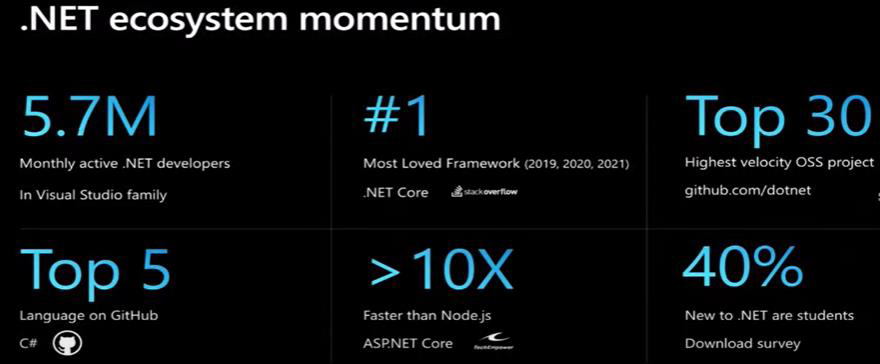 .NET ecosystem momentum
5.7M
Monthly active .NET developers
In Visual Studio family
#1
Most Loved Framework (2019, 2020, 2021)
.NET Core stackoverflow
Top 30
Highest velocity OSS project
github.com/dotnet
Top 5
Language on GitHub
C#
>10X
Faster than Node.js
ASP.NET Core TechEmpower
40%
New to .NET are students
Download survey